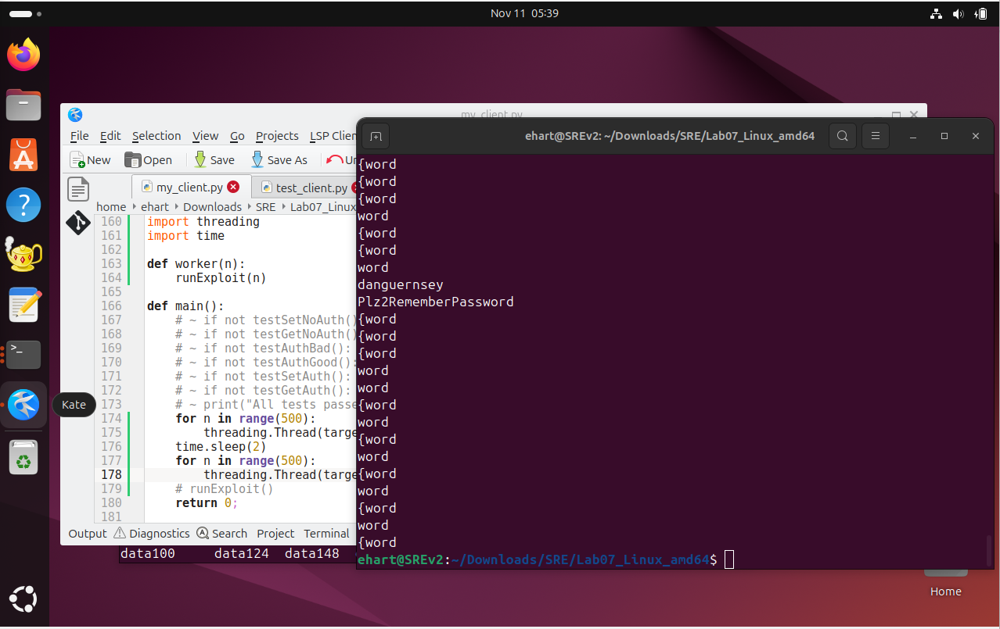 Nov 11 05:39
my_client.py
File Edit Selection View Go Projects LSP Clien
New Open Save Save As Un
my_client.py test_client.py
home ehart Downloads SRE Lab07_Linux
160 import threading
161 import time
162
163 def worker(n):
164 runExploit(n)
165
166 def main():
167 # ~ if not testSetNoAuth()
168 # ~ if not testGetNoAuth()
169 # ~ if not testAuthBad():
170 # ~ if not testAuthGood():
171 # ~ if not testSetAuth():
172 # ~ if not testGetAuth():
173 # ~ print("All tests passe
174 for n in range(500):
175 threading.Thread(targe
176 time.sleep(2)
177 for n in range(500):
178 threading.Thread(targe
179 # runExploit()
180 return 0;
181
Output Diagnostics Search Project Terminal
data100 data124 data148
Kate
ehart@SREv2: ~/Downloads/SRE/Lab07_Linux_amd64
{word
{word
{word
word
{word
{word
word
danguernsey
Plz2RememberPassword
{word
{word
{word
word
word
{word
word
{word
word
{word
word
{word
word
{word
ehart@SREv2:~/Downloads/SRE/Lab07_Linux_amd64$
Home